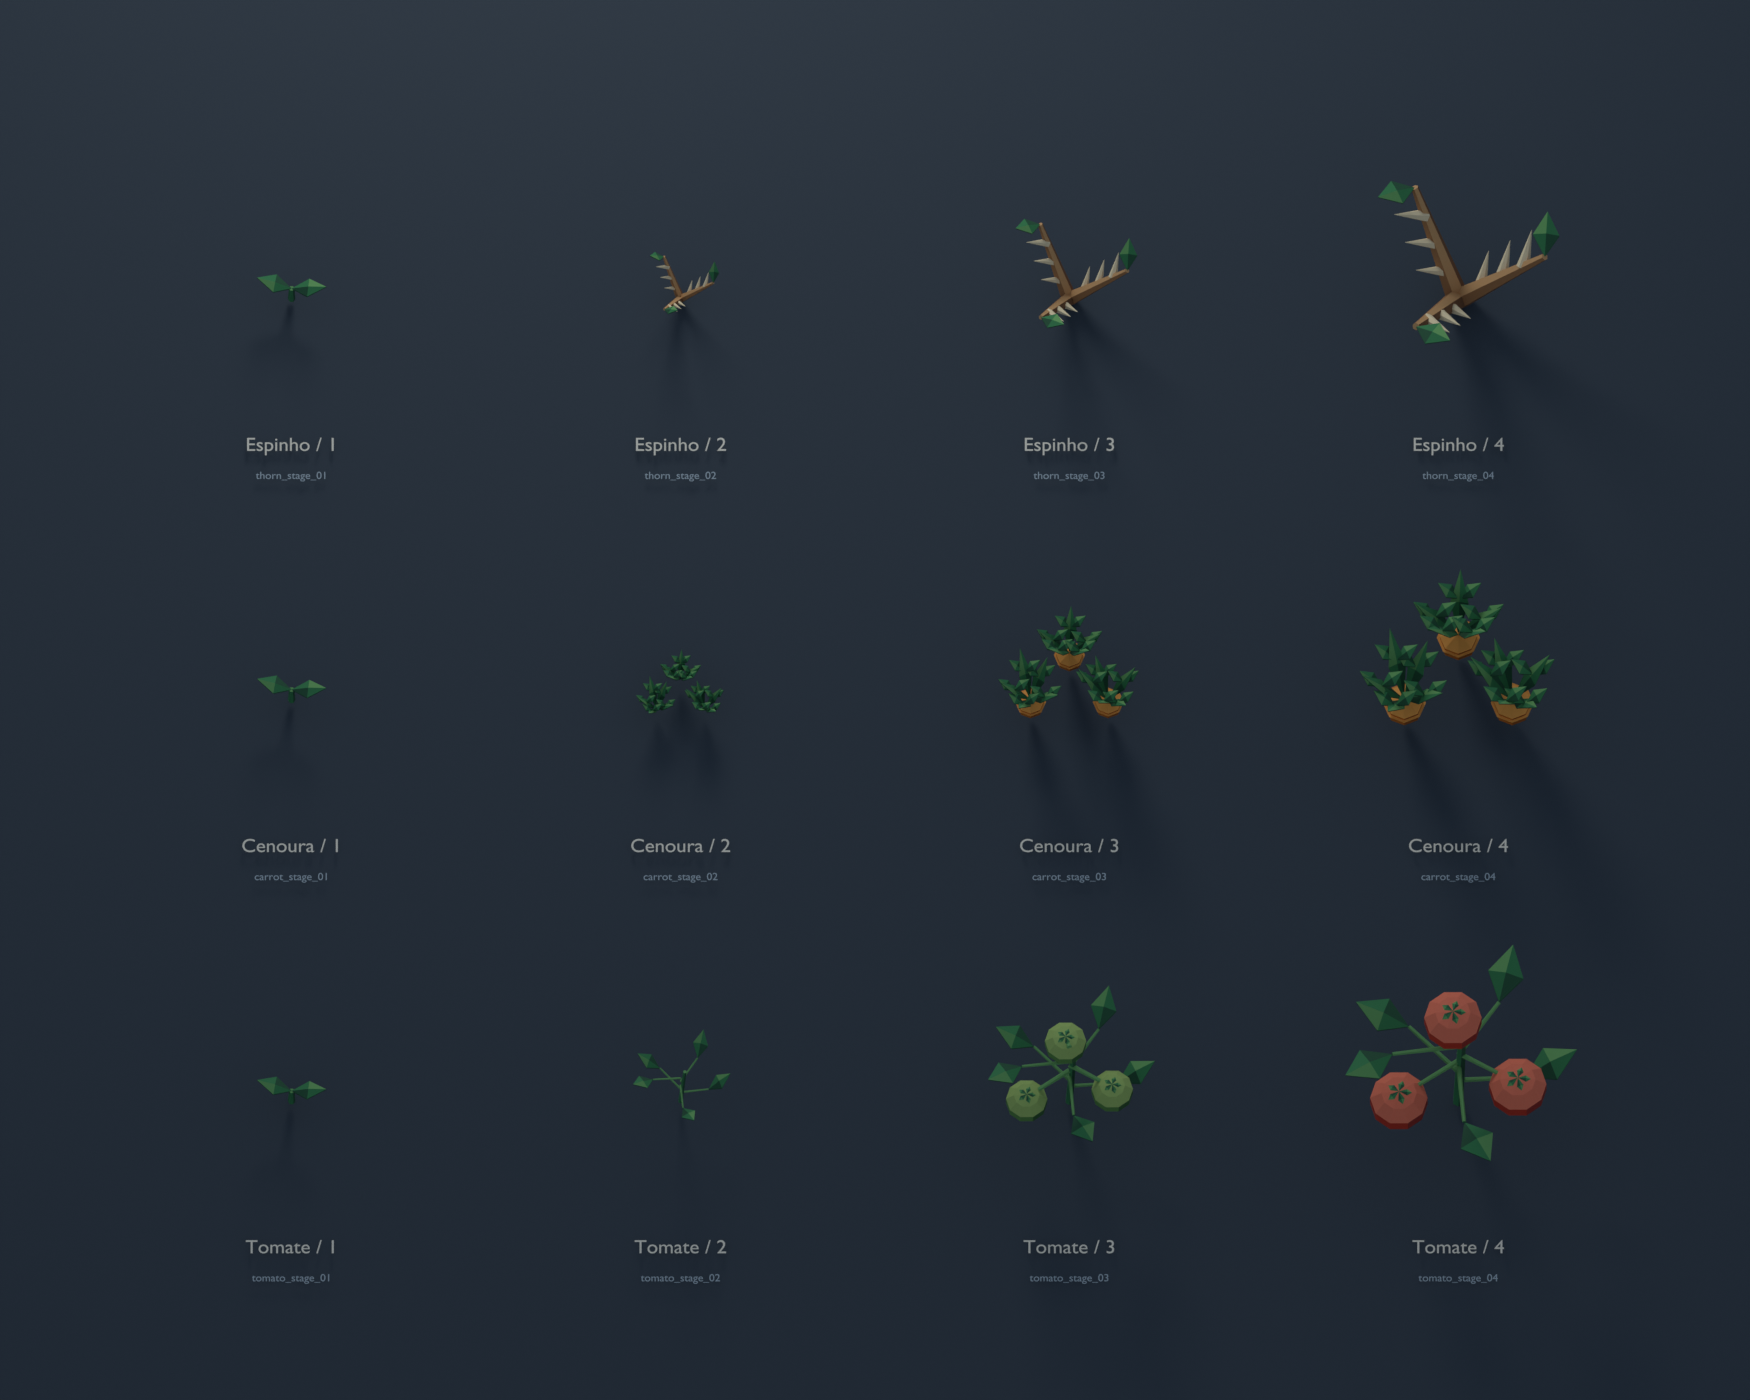 Espinho / 1
thorn_stage_01
Espinho / 2
thorn_stage_02
Espinho / 3
thorn_stage_03
Espinho / 4
thorn_stage_04
Cenoura / 1
carrot_stage_01
Cenoura / 2
carrot_stage_02
Cenoura / 3
carrot_stage_03
Cenoura / 4
carrot_stage_04
Tomate / 1
tomato_stage_01
Tomate / 2
tomato_stage_02
Tomate / 3
tomato_stage_03
Tomate / 4
tomato_stage_04